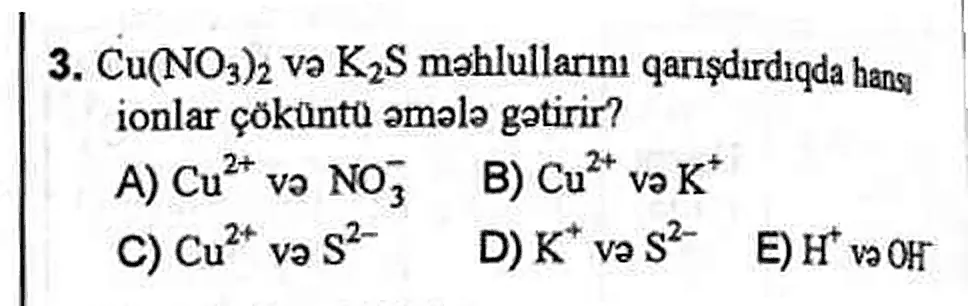 3. Cu(NO₃)₂ və K₂S məhlullarını qarışdırdıqda hansı
ionlar çöküntü əmələ gətirir?
A) Cu²⁺ və NO₃⁻ B) Cu²⁺ və K⁺
C) Cu²⁺ və S²⁻ D) K⁺ və S²⁻ E) H⁺ və OH⁻